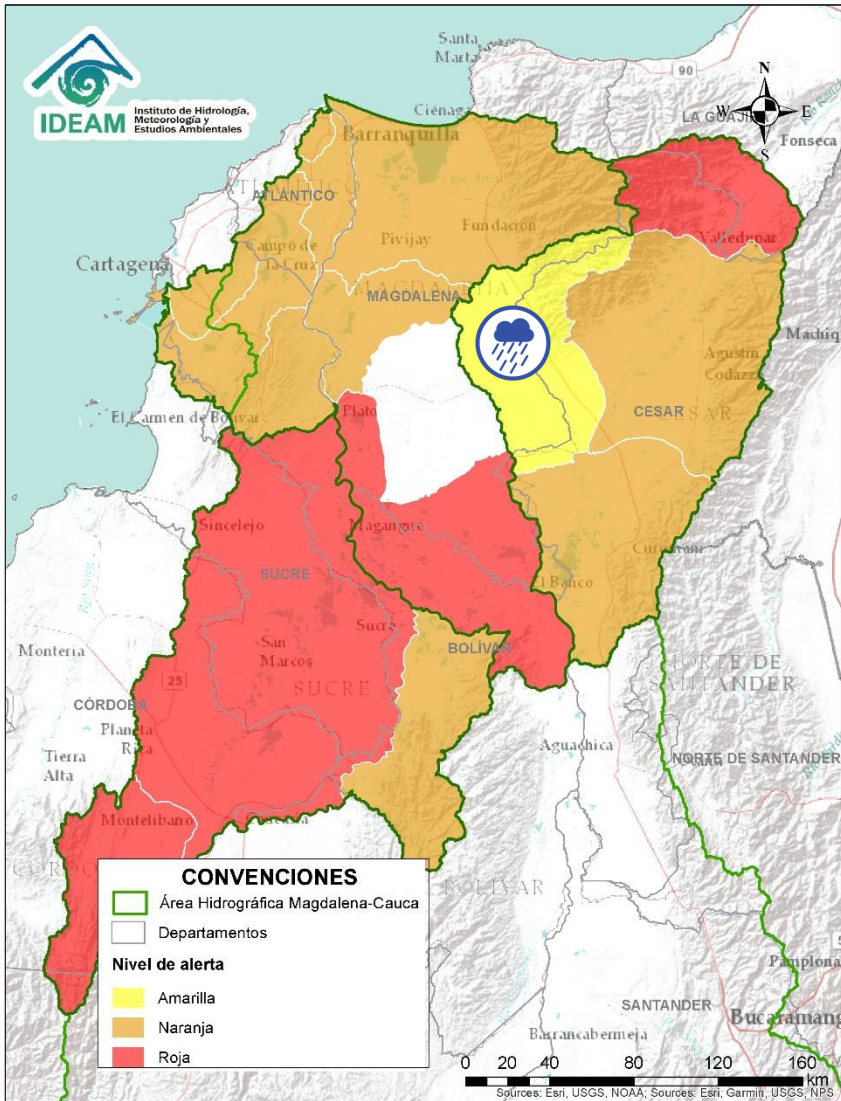 IDEAM
Instituto de Hidrología,
Meteorología y
Estudios Ambientales
Santa
Marta
90
N
W
E
S
LA GUAJI
Ciénaga
Barranquilla
Fonseca
ATLÁNTICO
Valledupar
Fundación
Pivijay
Campo de
la Cruz
Cartagena
MAGDALENA
Machiq
Agustín
Codazzi
El Carmen de Bolívar
Plato
CESAR
Sincelejo
Magangué
SUCRE
El Banco
Sucre
San
Marcos
BOLÍVAR
Montería
SUCRE
25
NORTE DE
SANTANDER
CÓRDOBA
Planeta
Rica
Aguachica
Tierra
Alta
NORTE DE SANTANDER
Montelibano
BOLÍVAR
CONVENCIONES
Área Hidrográfica Magdalena-Cauca
Departamentos
Nivel de alerta
Amarilla
Naranja
Roja
Pamplona
SANTANDER
Bucaramang
Barrancabermeja
0 20 40 80 120 160
km
Sources: Esri, USGS, NOAA; Sources: Esri, Garmin, USGS, NPS